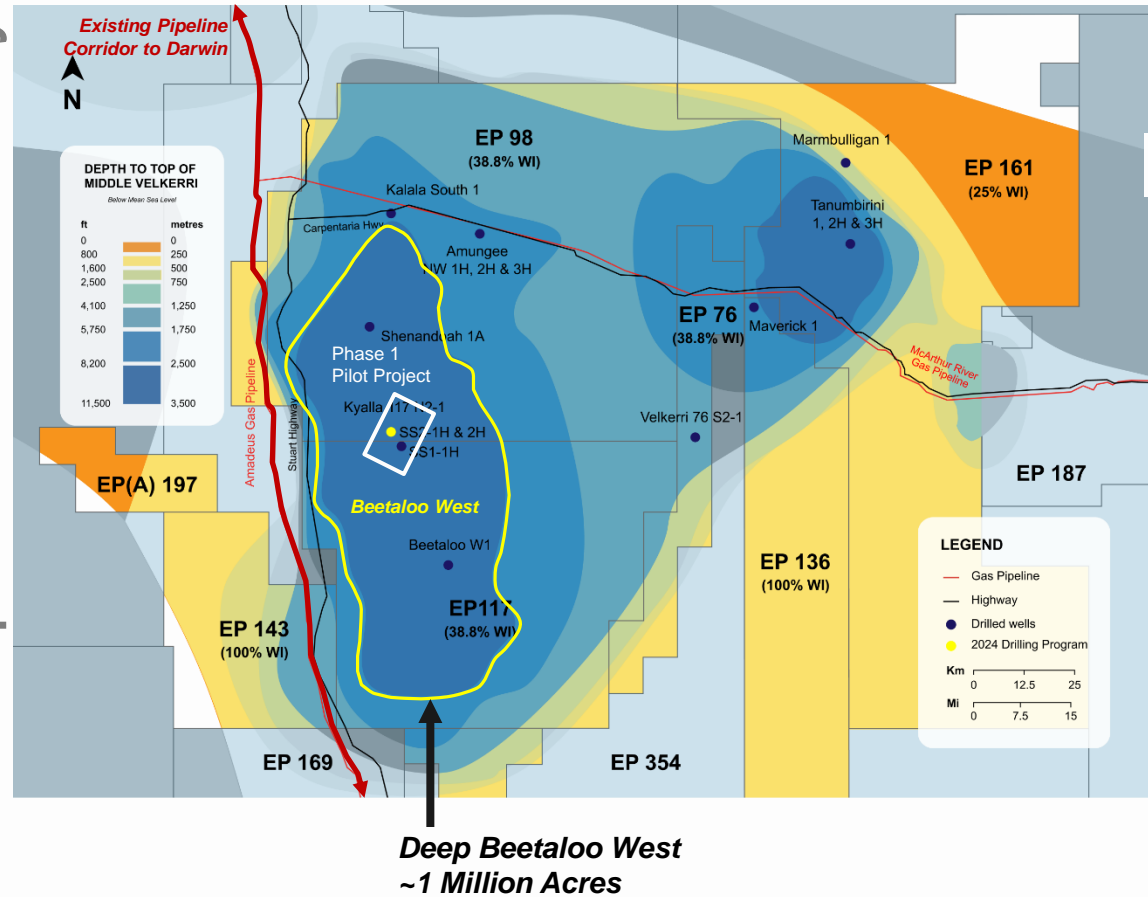 Existing Pipeline
Corridor to Darwin
N
DEPTH TO TOP OF
MIDDLE VELKERRI
Below Mean Sea Level
ft metres
0 0
800 250
1,600 500
2,500 750
4,100 1,250
5,750 1,750
8,200 2,500
11,500 3,500
EP 98
(38.8% WI)
Marmbulligan 1
EP 161
(25% WI)
Kalala South 1
Carpentaria Hwy
Tanumbirini
1, 2H & 3H
Amungee
NW 1H, 2H & 3H
EP 76
(38.8% WI)
Maverick 1
Shenandoah 1A
Phase 1
Pilot Project
McArthur River
Gas Pipeline
Amadeus Gas Pipeline
Stuart Highway
Kyalla 117 N2-1
SS2-1H & 2H
SS1-1H
Velkerri 76 S2-1
EP(A) 197
EP 187
Beetaloo West
Beetaloo W1
EP 136
(100% WI)
EP117
(38.8% WI)
EP 143
(100% WI)
LEGEND
Gas Pipeline
Highway
Drilled wells
2024 Drilling Program
Km
0 12.5 25
Mi
0 7.5 15
EP 169
EP 354
Deep Beetaloo West
~1 Million Acres